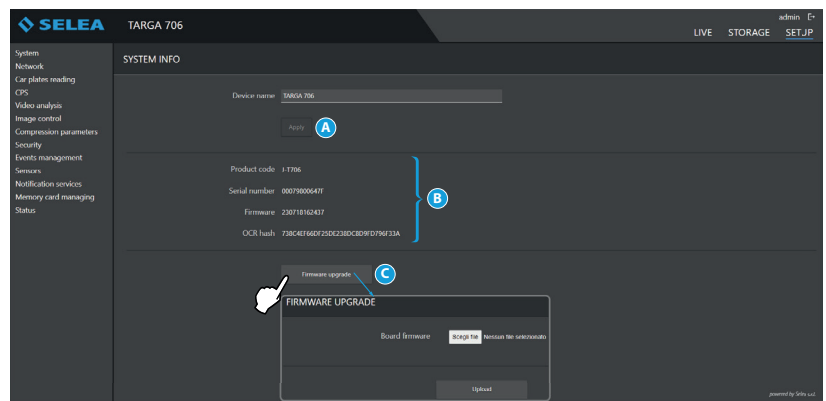 SELEA
TARGA 706
admin
LIVE STORAGE SETUP
System
Network
Car plates reading
CPS
Video analysis
Image control
Compression parameters
Security
Events management
Sensors
Notification services
Memory card managing
Status
SYSTEM INFO
Device name TARGA 706
Apply A
Product code J-T706
Serial number 00079800647F
B
Firmware 230718162437
OCR hash 738C4EF66DF25DE238DC8D9FD796F33A
Firmware upgrade C
FIRMWARE UPGRADE
Board firmware Scegli file Nessun file selezionato
Upload
powered by Selea s.r.l.